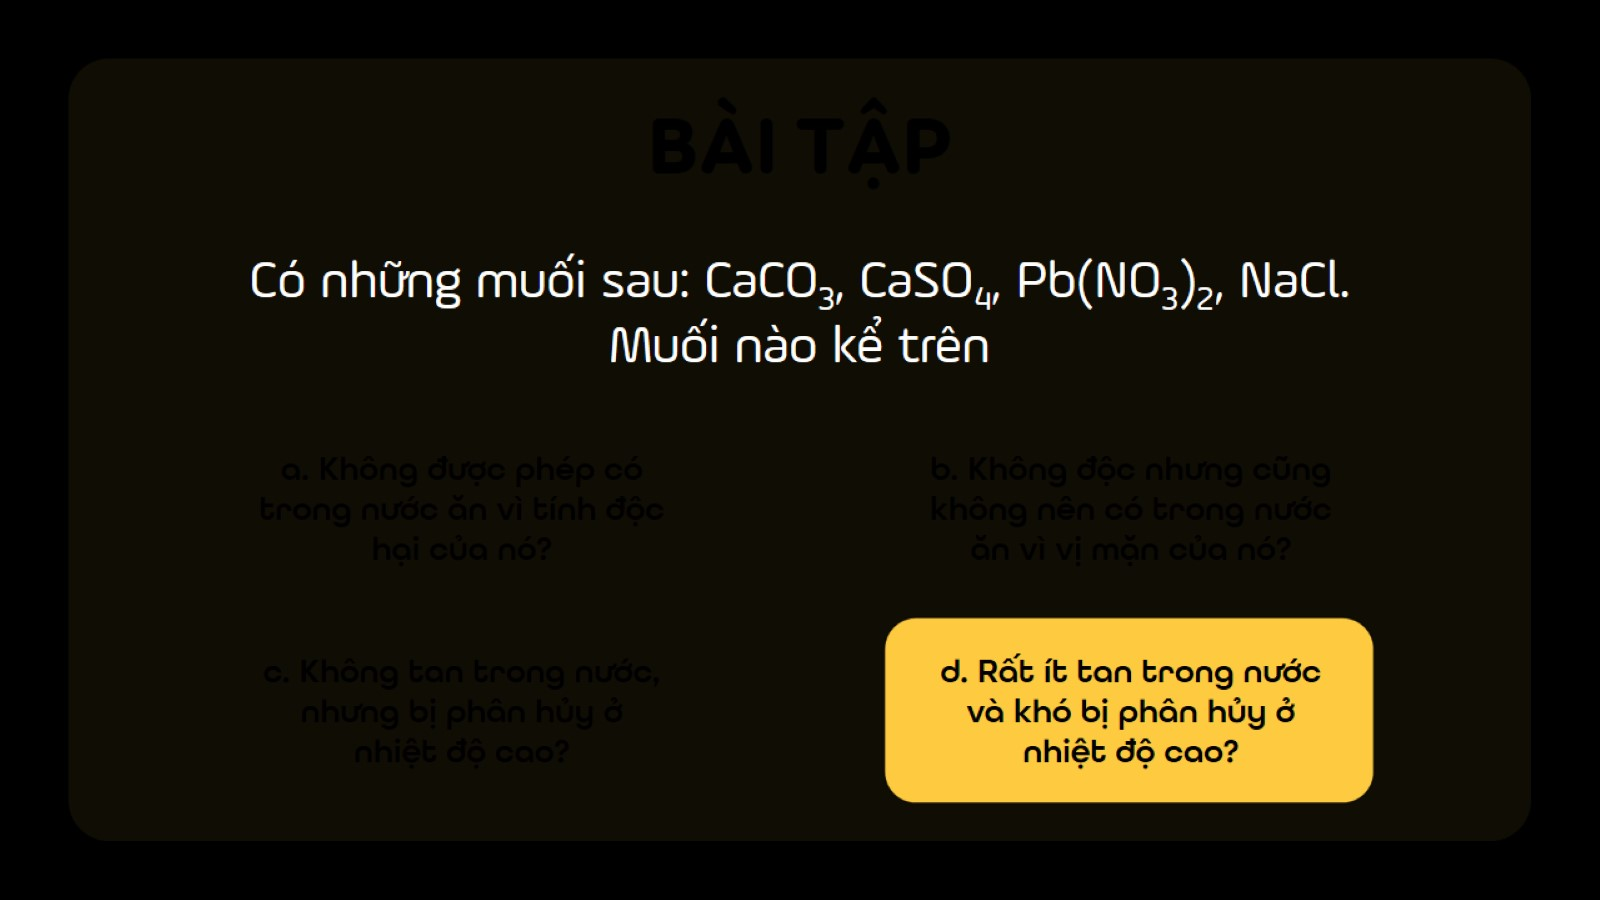 BÀI TẬP
Có những muối sau: CaCO₃, CaSO₄, Pb(NO₃)₂, NaCl.
Muối nào kể trên
a. Không được phép có
trong nước ăn vì tính độc
hại của nó?
b. Không độc nhưng cũng
không nên có trong nước
ăn vì vị mặn của nó?
c. Không tan trong nước,
nhưng bị phân hủy ở
nhiệt độ cao?
d. Rất ít tan trong nước
và khó bị phân hủy ở
nhiệt độ cao?